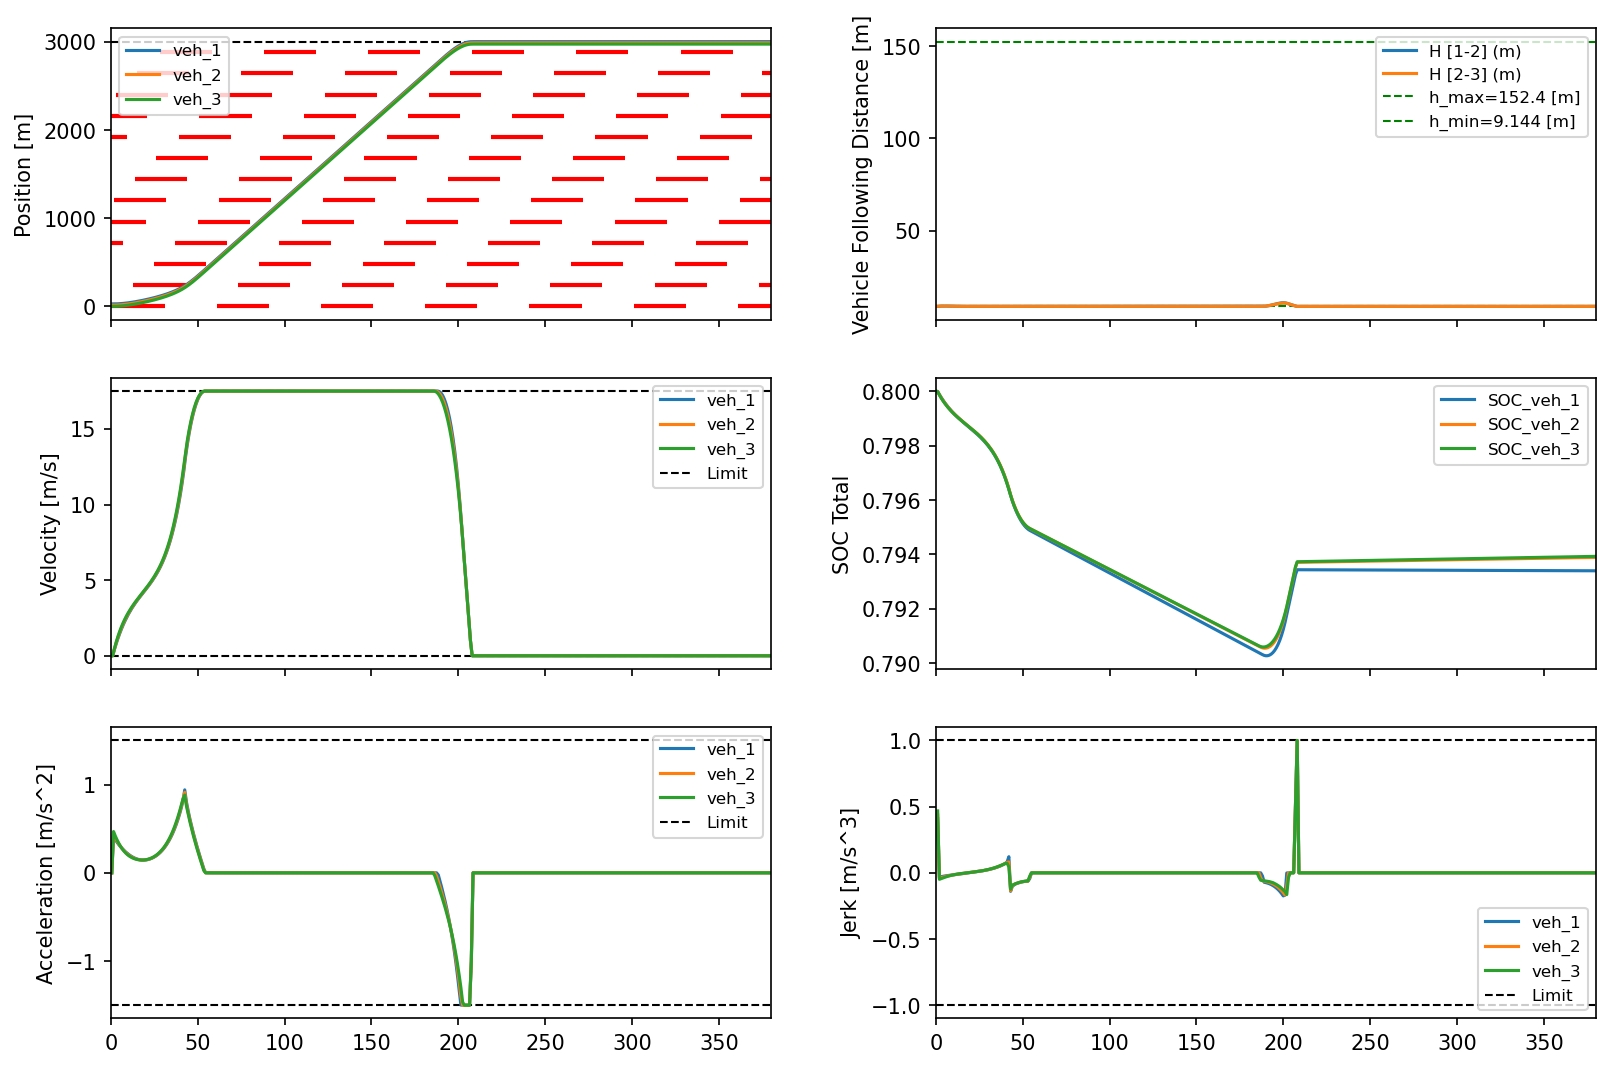 Position [m]
3000
2000
1000
0
veh_1
veh_2
veh_3
Vehicle Following Distance [m]
150
100
50
H [1-2] (m)
H [2-3] (m)
h_max=152.4 [m]
h_min=9.144 [m]
Velocity [m/s]
15
10
5
0
veh_1
veh_2
veh_3
Limit
SOC Total
0.800
0.798
0.796
0.794
0.792
0.790
SOC_veh_1
SOC_veh_2
SOC_veh_3
Acceleration [m/s^2]
1
0
−1
veh_1
veh_2
veh_3
Limit
0 50 100 150 200 250 300 350
Jerk [m/s^3]
1.0
0.5
0.0
−0.5
−1.0
veh_1
veh_2
veh_3
Limit
0 50 100 150 200 250 300 350